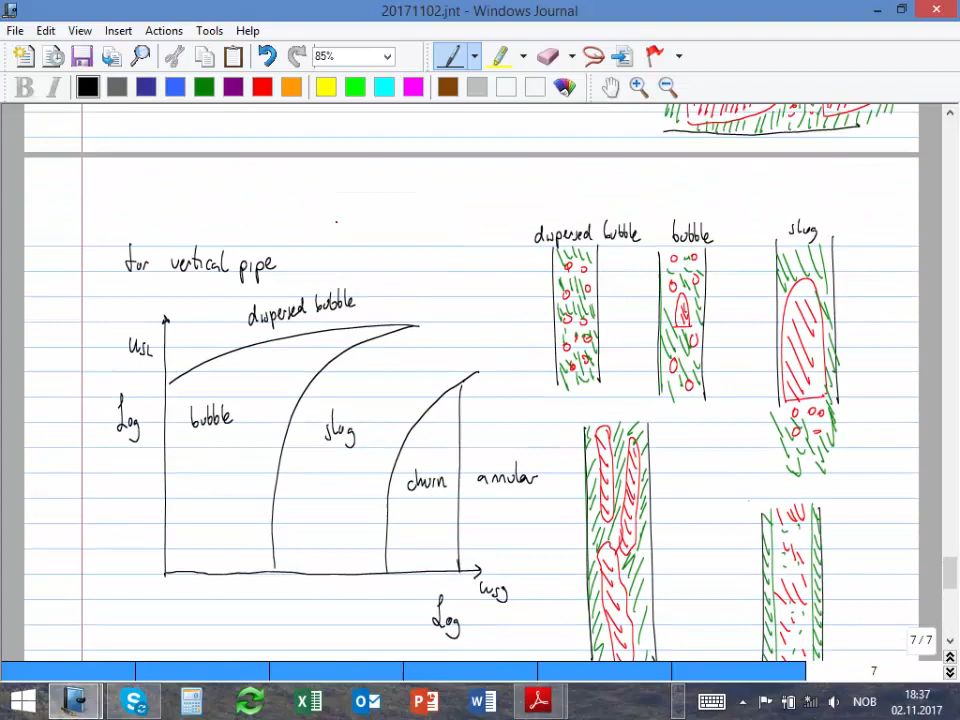 20171102.jnt - Windows Journal
File Edit View Insert Actions Tools Help
85%
B I
for vertical pipe
dispersed bubble
bubble
slug
dispersed bubble
usL
Log
bubble
slug
churn
annular
usg
Log
7 / 7
7
NOB
18:37
02.11.2017